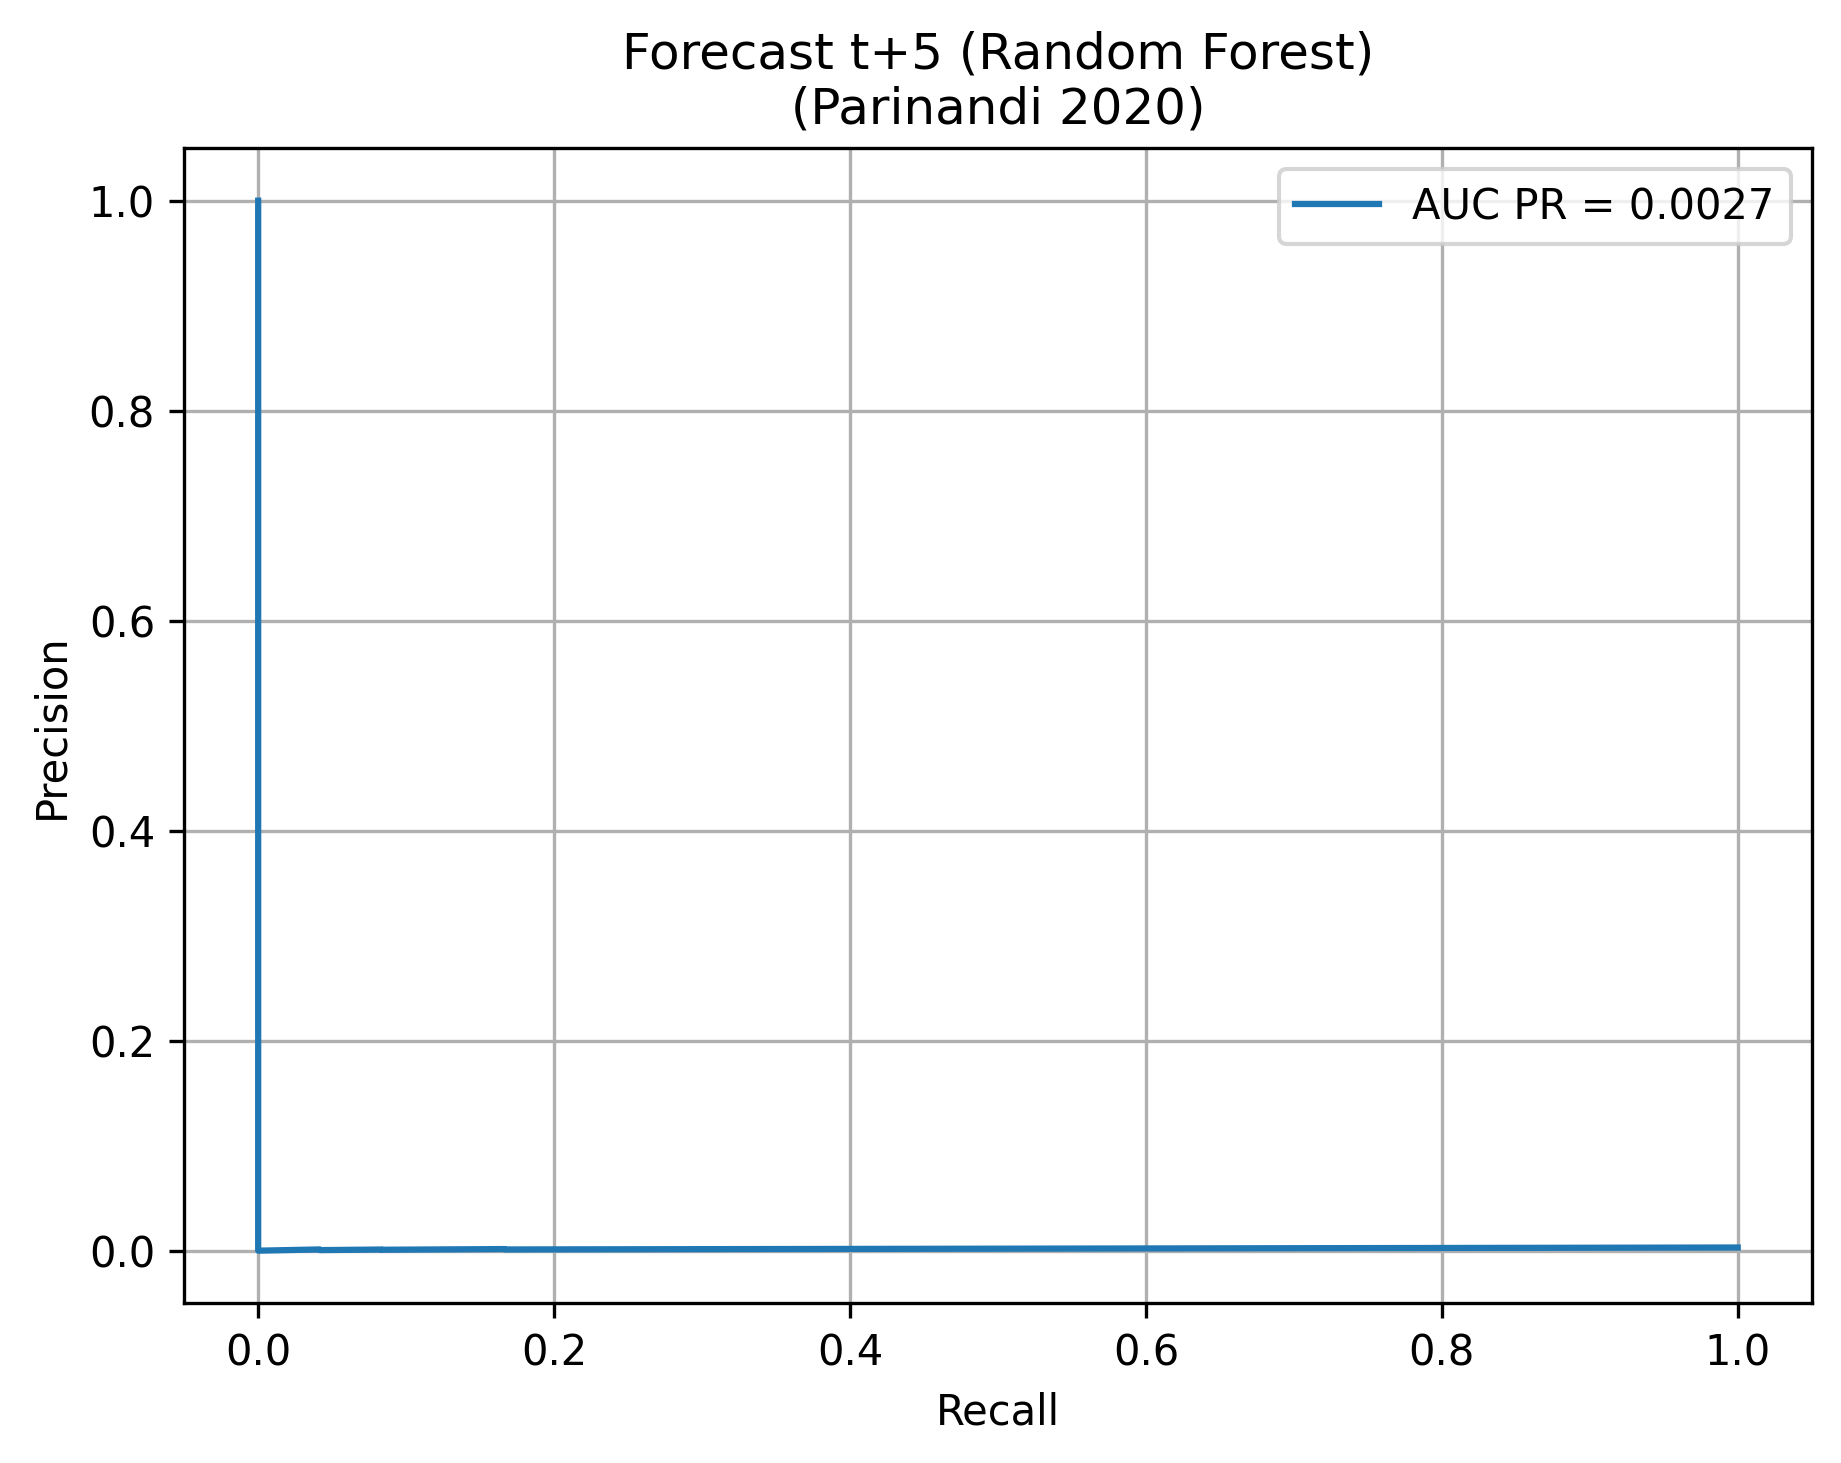 Forecast t+5 (Random Forest)
(Parinandi 2020)
AUC PR = 0.0027
Precision
1.0
0.8
0.6
0.4
0.2
0.0
0.0 0.2 0.4 0.6 0.8 1.0
Recall